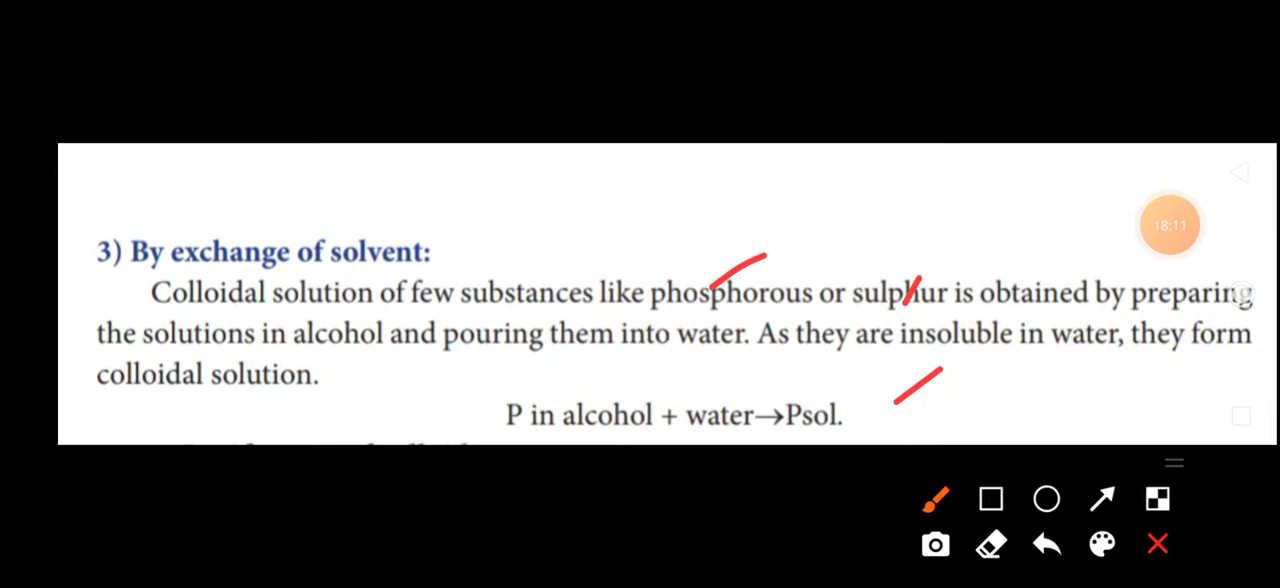 18:11
3) By exchange of solvent:
Colloidal solution of few substances like phosphorous or sulphur is obtained by preparing
the solutions in alcohol and pouring them into water. As they are insoluble in water, they form
colloidal solution.
P in alcohol + water→Psol.